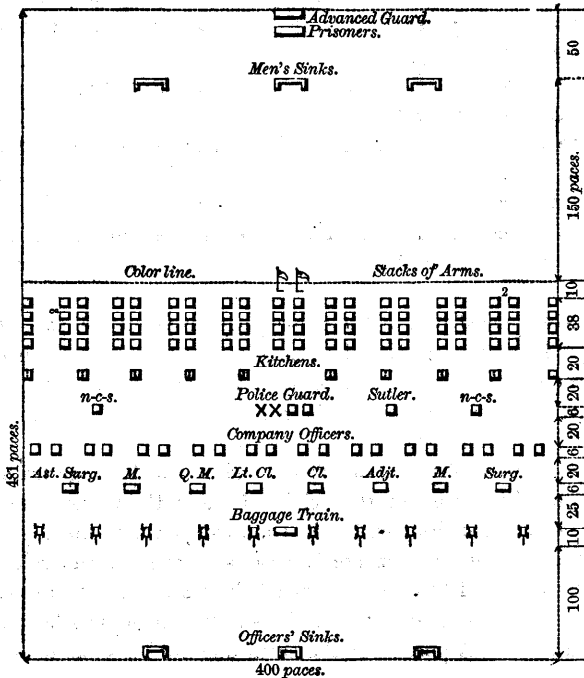 Advanced Guard.
Prisoners.
50
Men's Sinks.
150 paces.
Color line.
Stacks of Arms.
10
2
2
38
Kitchens.
20
n-c-s.
Police Guard.
Sutler.
n-c-s.
6
20
Company Officers.
6
Ast. Surg.
M.
Q. M.
Lt. Cl.
Cl.
Adjt.
M.
Surg.
20
6
481 paces.
Baggage Train.
25
10
100
Officers' Sinks.
400 paces.